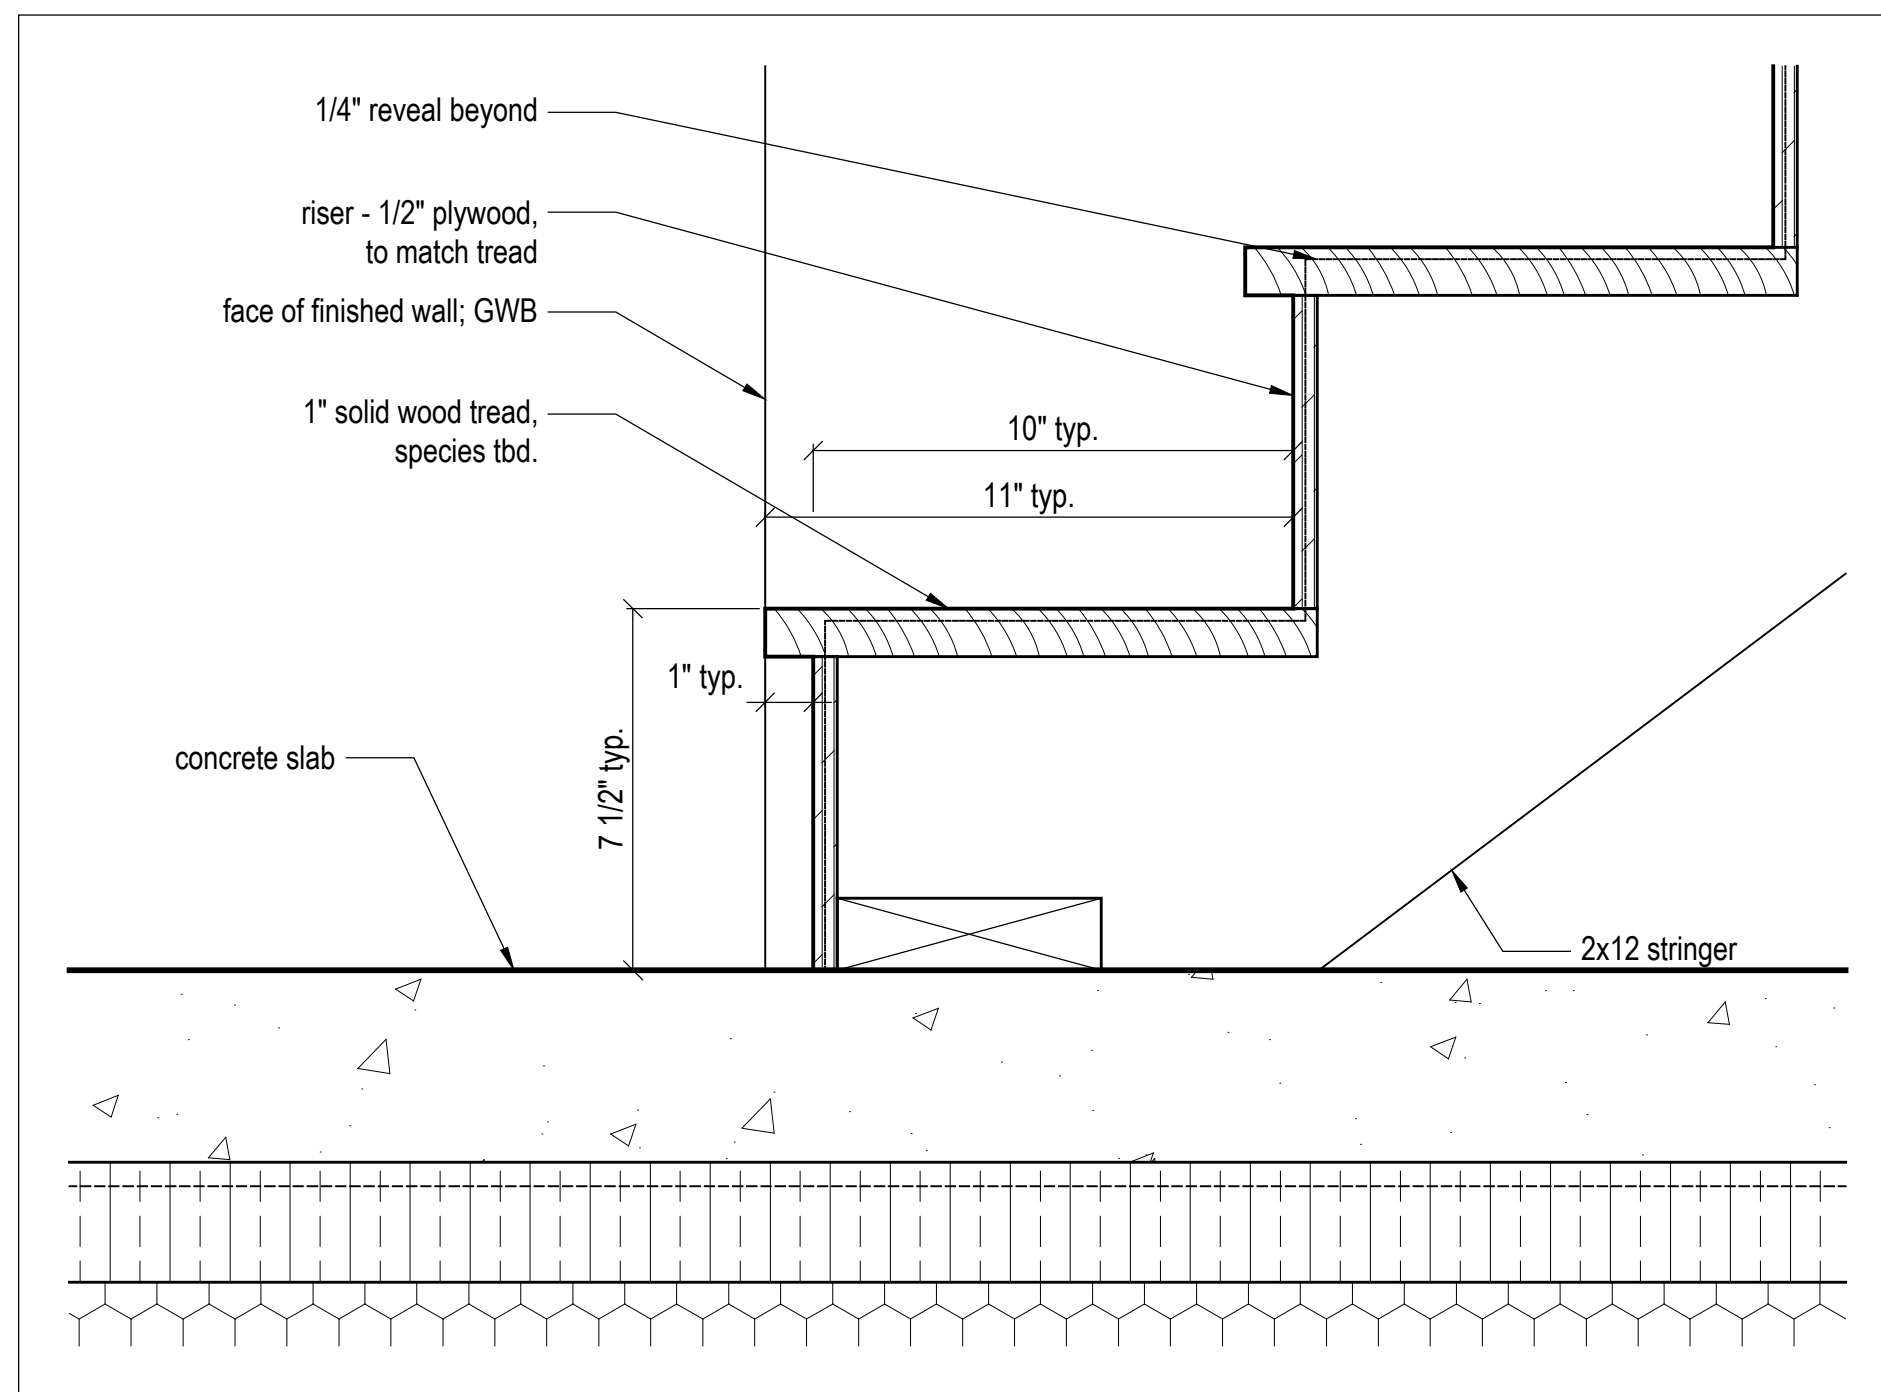 1/4" reveal beyond
riser - 1/2" plywood,
to match tread
face of finished wall; GWB
1" solid wood tread,
species tbd.
10" typ.
11" typ.
1" typ.
7 1/2" typ.
concrete slab
2x12 stringer